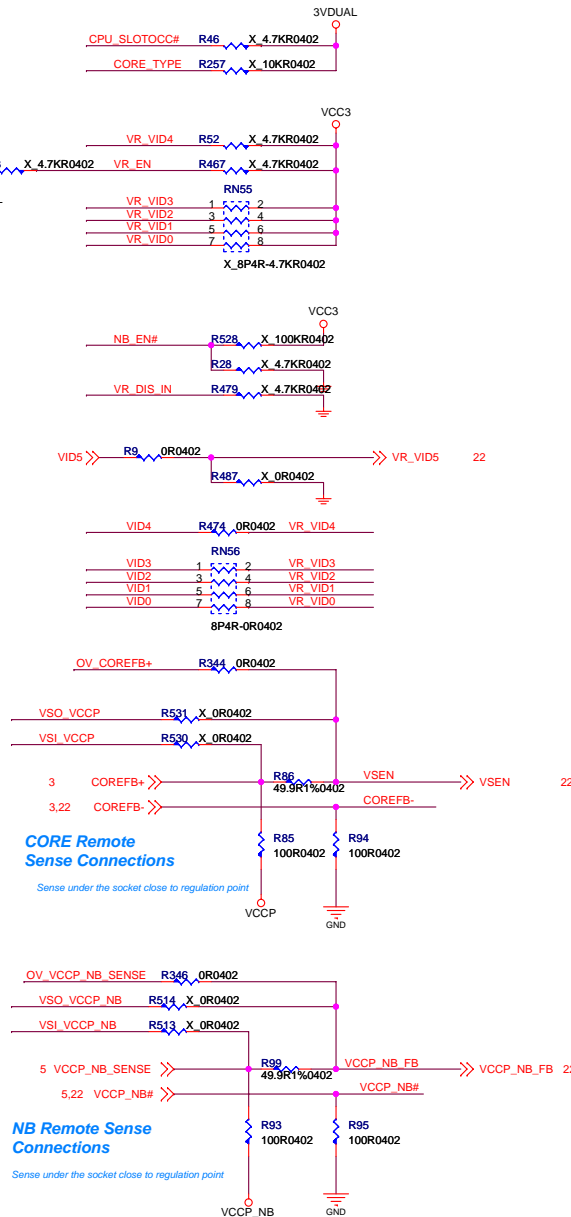 3VDUAL
CPU_SLOTOCC# R46 X_4.7KR0402
CORE_TYPE R257 X_10KR0402
VCC3
VR_VID4 R52 X_4.7KR0402
X_4.7KR0402 VR_EN R467 X_4.7KR0402
RN55
VR_VID3 1 2
VR_VID2 3 4
VR_VID1 5 6
VR_VID0 7 8
X_8P4R-4.7KR0402
VCC3
NB_EN# R528 X_100KR0402
R28 X_4.7KR0402
VR_DIS_IN R479 X_4.7KR0402
VID5 R9 0R0402 VR_VID5 22
R487 X_0R0402
VID4 R474 0R0402 VR_VID4
RN56
VID3 1 2 VR_VID3
VID2 3 4 VR_VID2
VID1 5 6 VR_VID1
VID0 7 8 VR_VID0
8P4R-0R0402
OV_COREFB+ R344 0R0402
VSO_VCCP R531 X_0R0402
VSI_VCCP R530 X_0R0402
3 COREFB+ R86 VSEN VSEN 22
49.9R1%0402
3,22 COREFB- COREFB-
R85 R94
100R0402 100R0402
CORE Remote
Sense Connections
Sense under the socket close to regulation point
VCCP
GND
OV_VCCP_NB_SENSE R346 0R0402
VSO_VCCP_NB R514 X_0R0402
VSI_VCCP_NB R513 X_0R0402
5 VCCP_NB_SENSE R99 VCCP_NB_FB VCCP_NB_FB
49.9R1%0402
5,22 VCCP_NB# VCCP_NB#
R93 R95
100R0402 100R0402
NB Remote Sense
Connections
Sense under the socket close to regulation point
VCCP_NB
GND